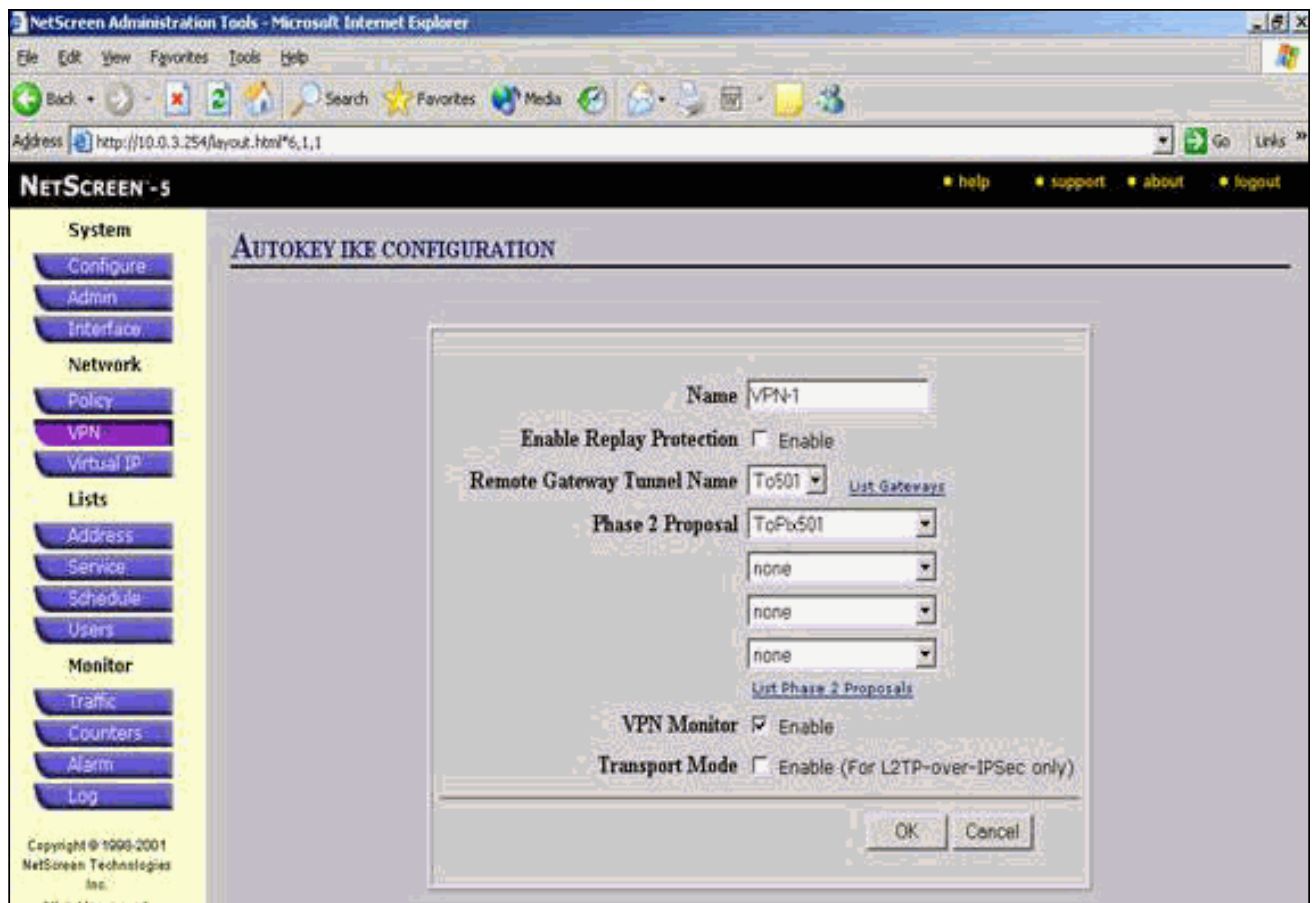 NetScreen Administration Tools - Microsoft Internet Explorer
File Edit View Favorites Tools Help
Back Search Favorites Media
Address http://10.0.3.254/layout.html*6,1,1 Go Links »
NETSCREEN-5 help support about logout
System
Configure
Admin
Interface
Network
Policy
VPN
Virtual IP
Lists
Address
Service
Schedule
Users
Monitor
Traffic
Counters
Alarm
Log
Copyright © 1998-2001
NetScreen Technologies
Inc.
AUTOKEY IKE CONFIGURATION
Name VPN-1
Enable Replay Protection Enable
Remote Gateway Tunnel Name To501 List Gateways
Phase 2 Proposal ToPix501
none
none
none
List Phase 2 Proposals
VPN Monitor Enable
Transport Mode Enable (For L2TP-over-IPSec only)
OK Cancel